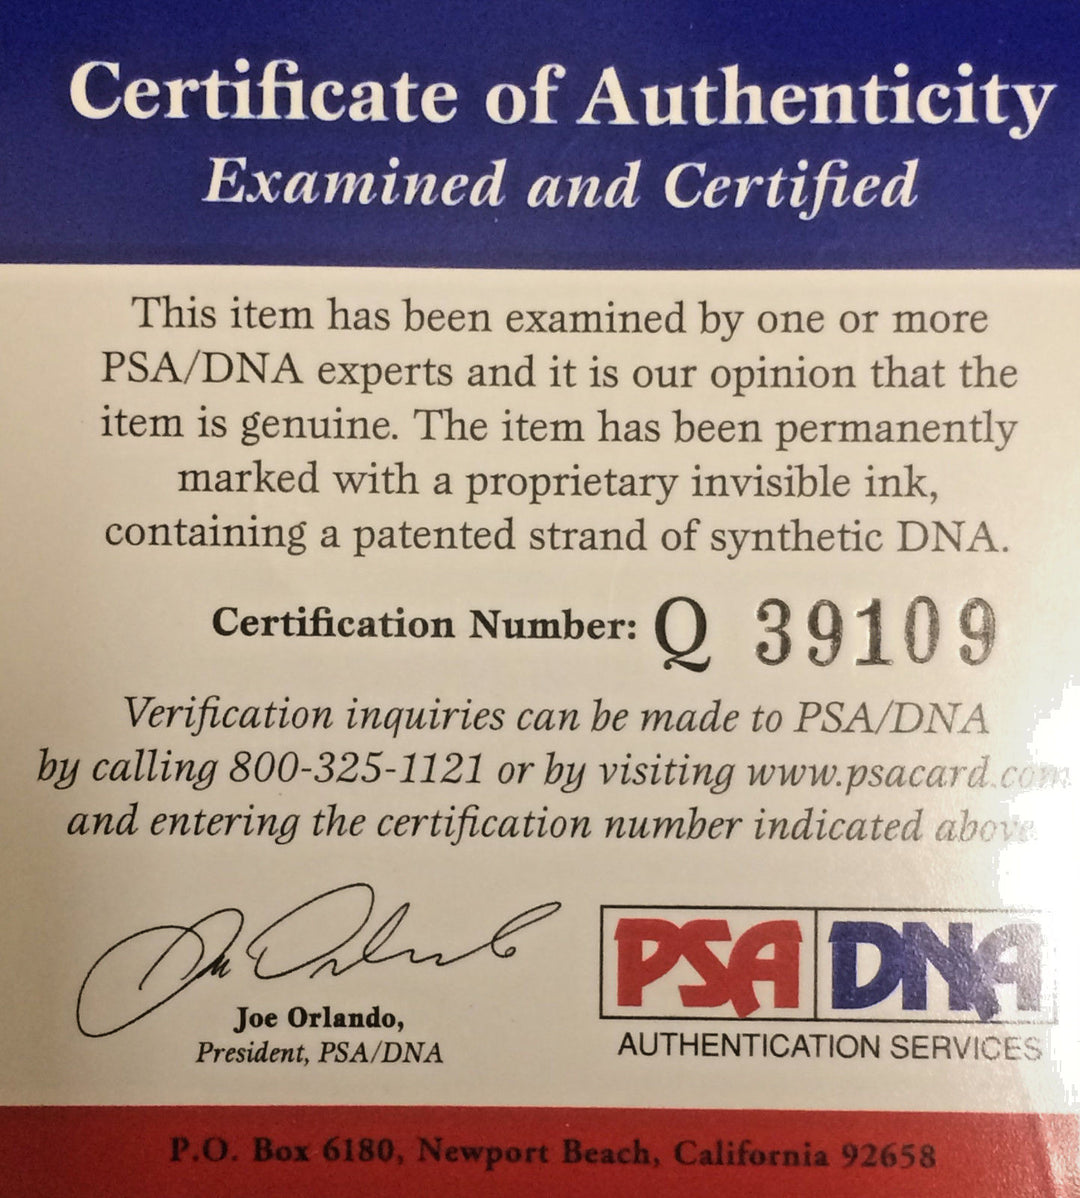 Certificate of Authenticity
Examined and Certified
This item has been examined by one or more
PSA/DNA experts and it is our opinion that the
item is genuine. The item has been permanently
marked with a proprietary invisible ink,
containing a patented strand of synthetic DNA.
Certification Number: Q 39109
Verification inquiries can be made to PSA/DNA
by calling 800-325-1121 or by visiting www.psacard.com
and entering the certification number indicated above
Joe Orlando,
President, PSA/DNA
PSA DNA
AUTHENTICATION SERVICES
P.O. Box 6180, Newport Beach, California 92658